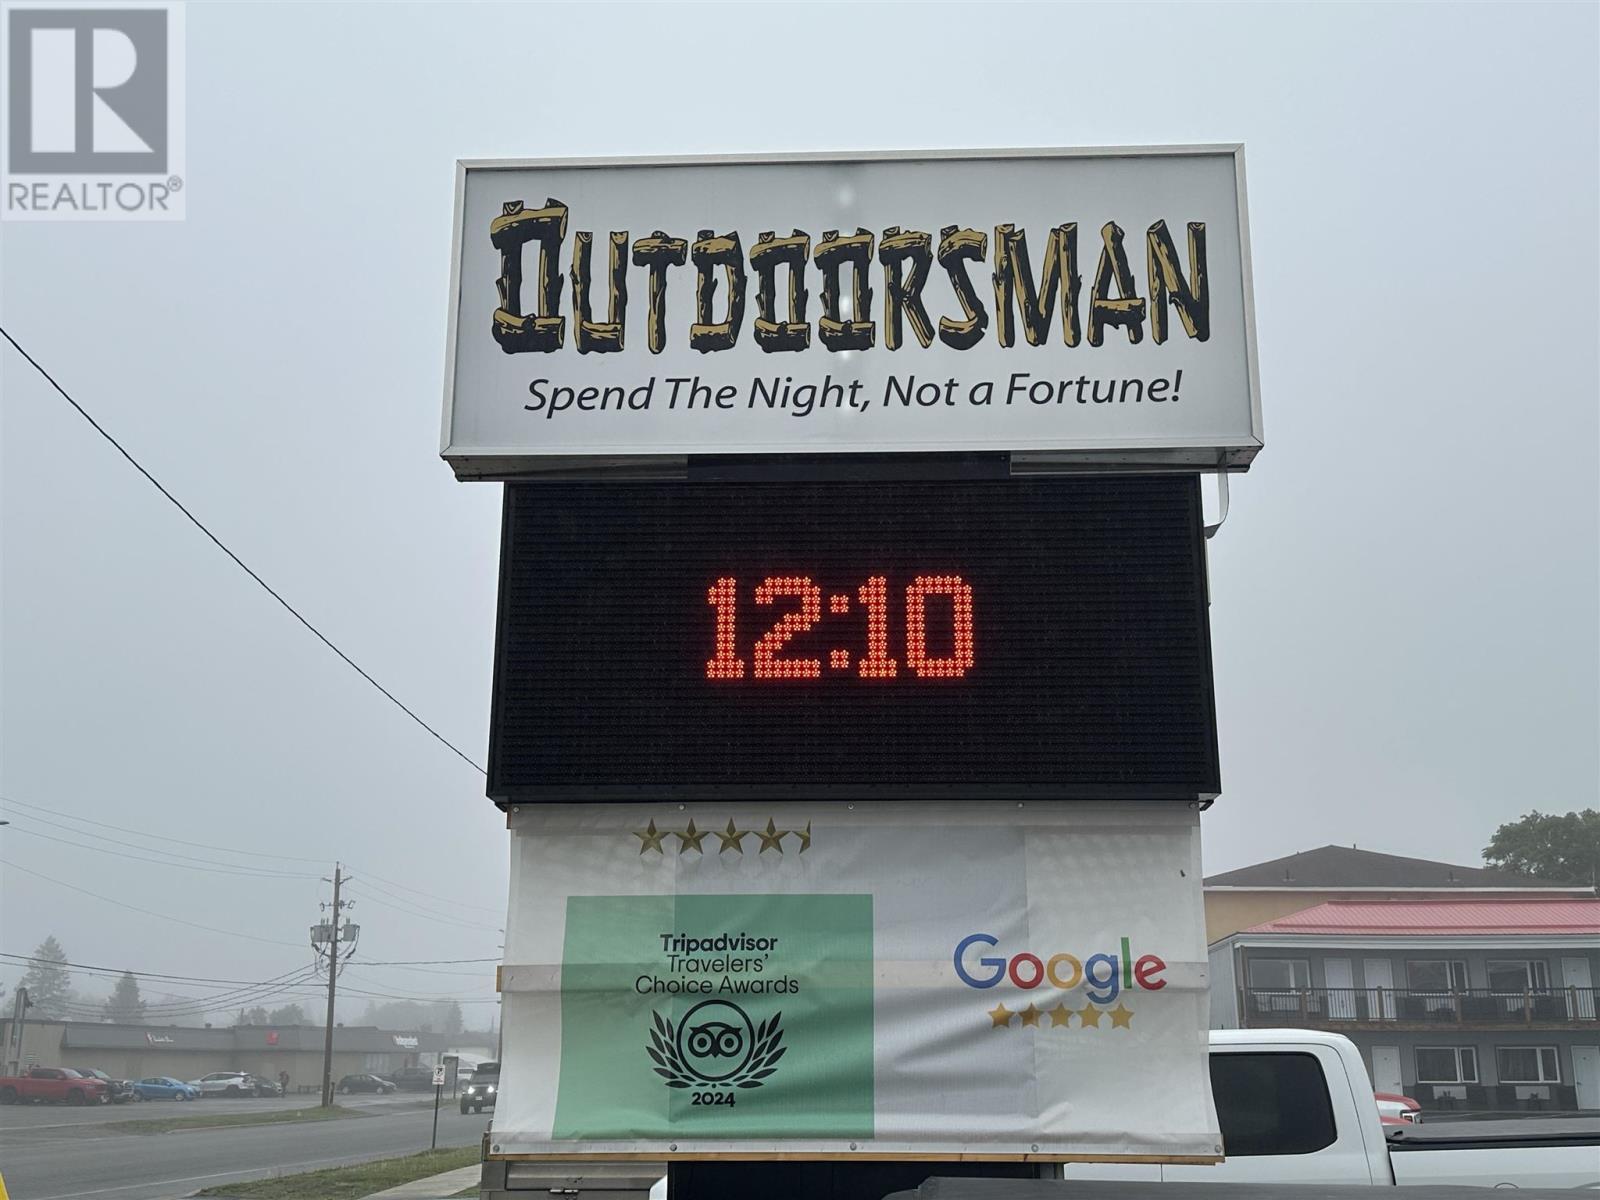 REALTOR®
OUTDOORSMAN
Spend The Night, Not a Fortune!
12:10
Tripadvisor
Travelers'
Choice Awards
2024
Google